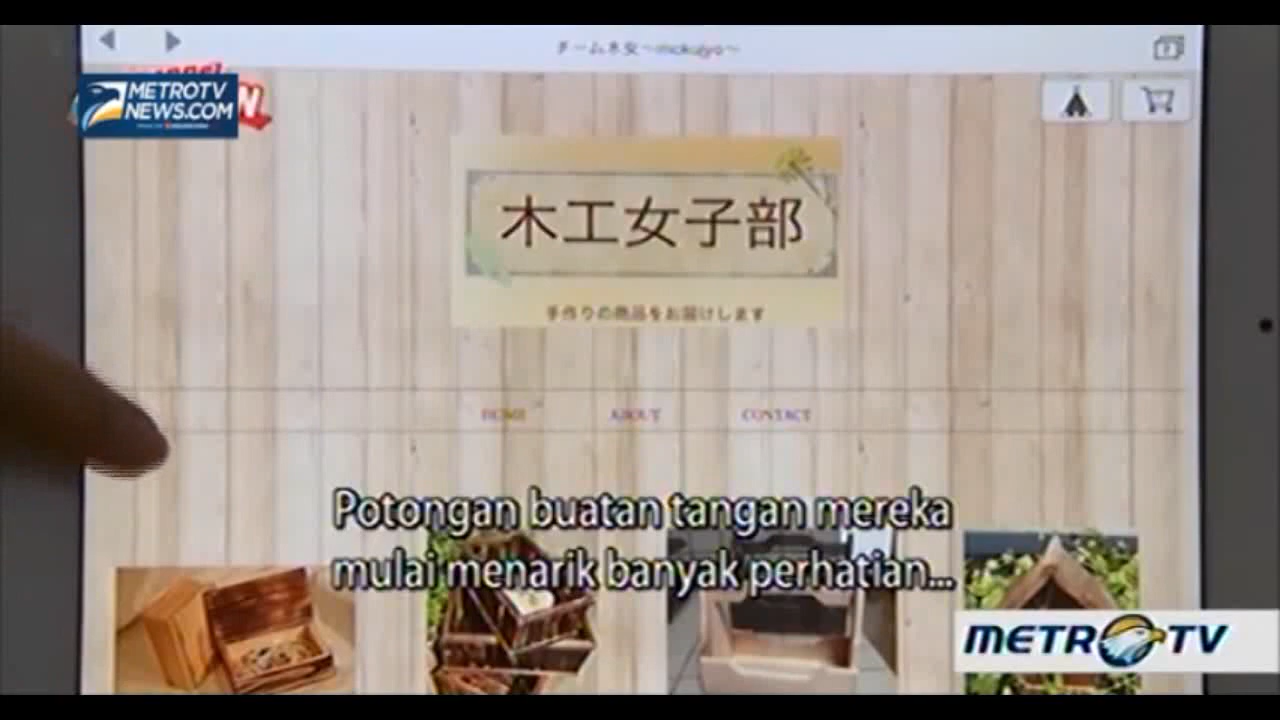 チーム木女〜mokujyo〜
METROTV
NEWS.COM
木工女子部
手作りの商品をお届けします
HOME
ABOUT
CONTACT
Potongan buatan tangan mereka
mulai menarik banyak perhatian...
METRO TV